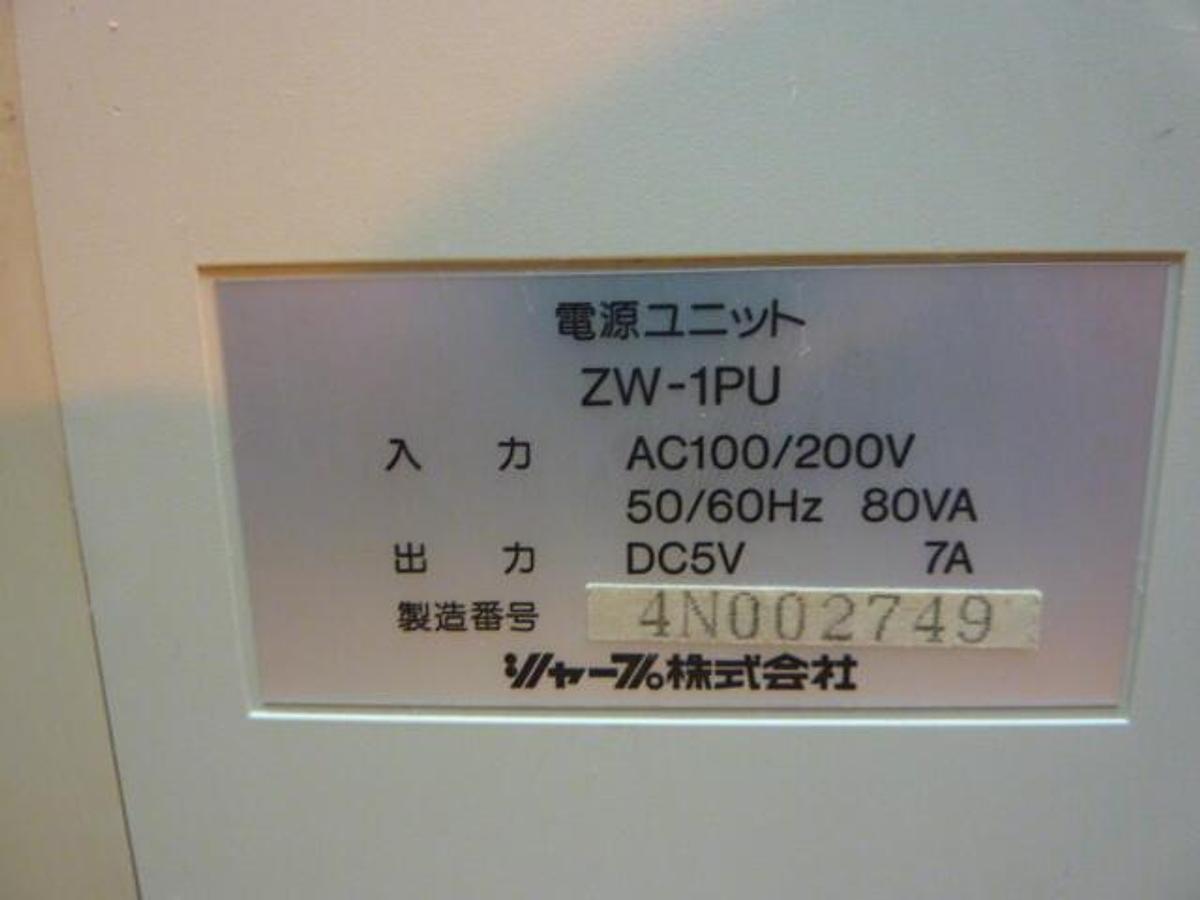 電源ユニット
ZW-1PU
入 力 AC100/200V
50/60Hz 80VA
出 力 DC5V 7A
製造番号 4N002749
シャープ株式会社